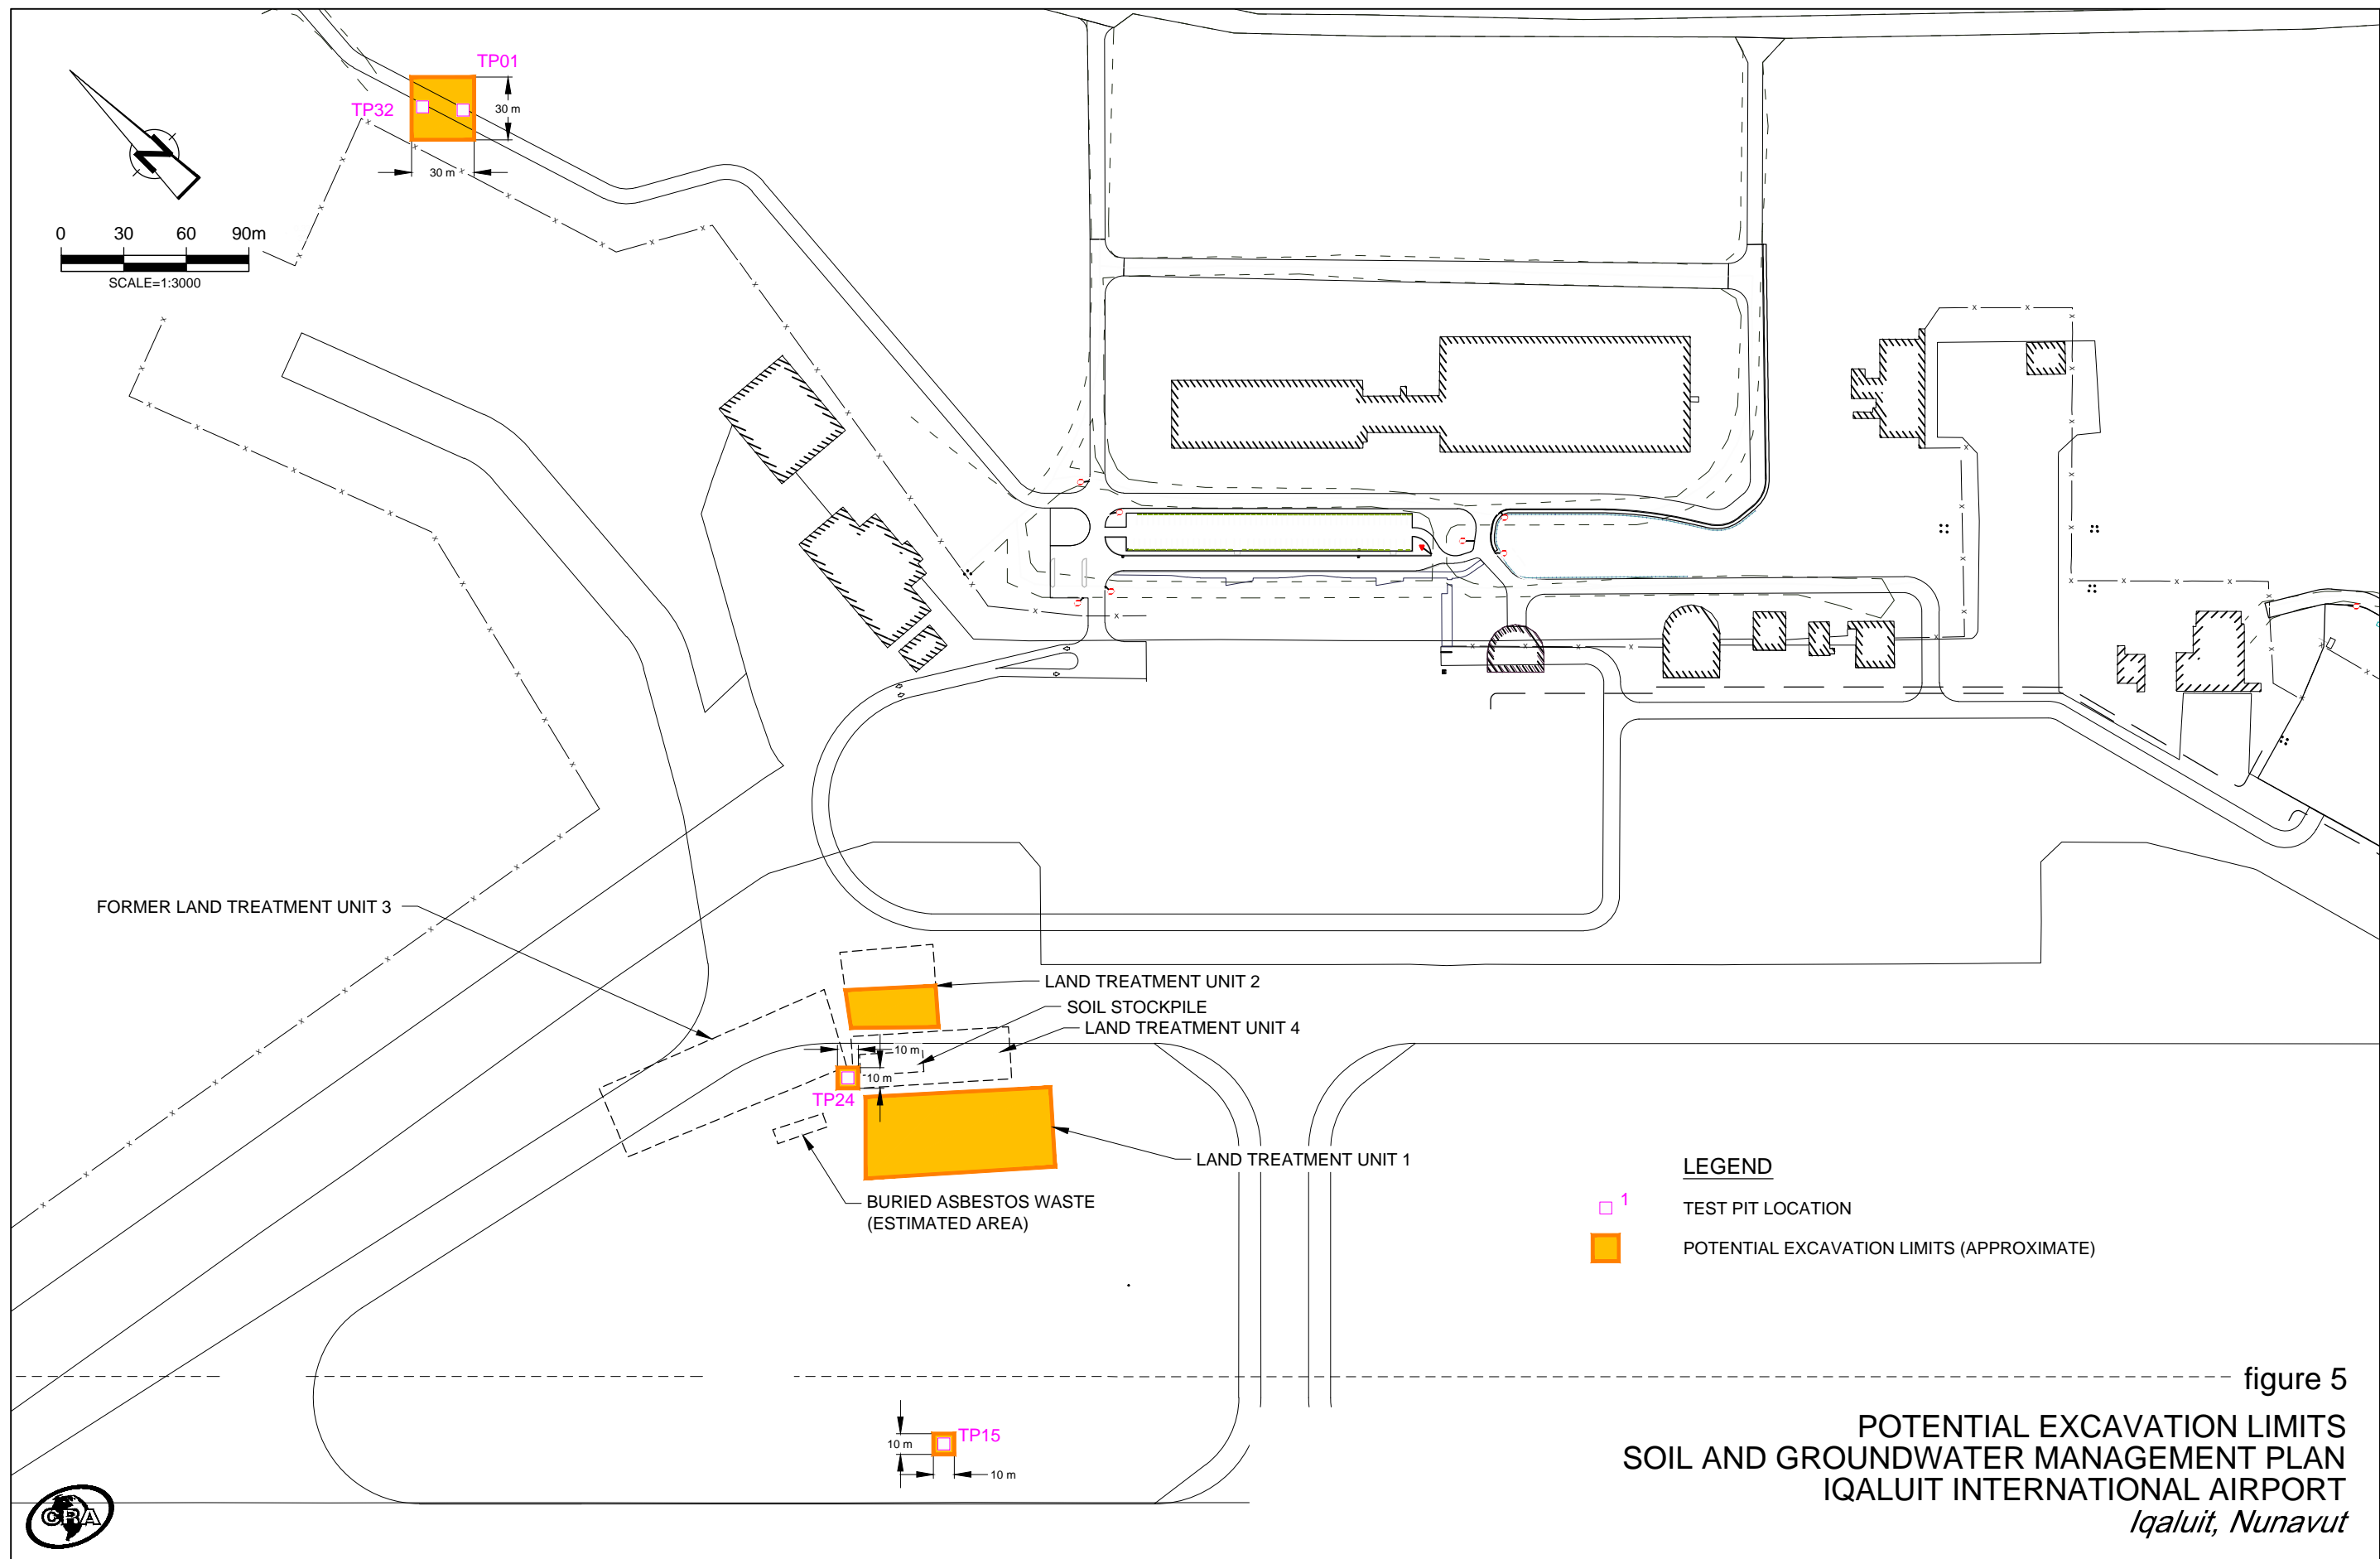 TP01
TP32
30 m
30 m
N
0 30 60 90m
SCALE=1:3000
FORMER LAND TREATMENT UNIT 3
LAND TREATMENT UNIT 2
SOIL STOCKPILE
LAND TREATMENT UNIT 4
10 m
10 m
TP24
LAND TREATMENT UNIT 1
BURIED ASBESTOS WASTE
(ESTIMATED AREA)
LEGEND
1
TEST PIT LOCATION
POTENTIAL EXCAVATION LIMITS (APPROXIMATE)
TP15
10 m
10 m
figure 5
POTENTIAL EXCAVATION LIMITS
SOIL AND GROUNDWATER MANAGEMENT PLAN
IQALUIT INTERNATIONAL AIRPORT
Iqaluit, Nunavut
CRA